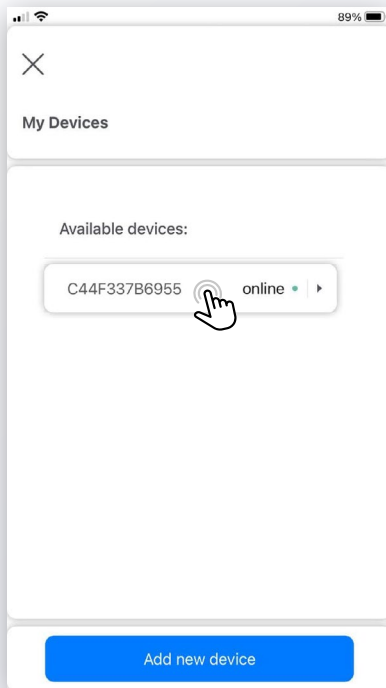 89%
My Devices
Available devices:
C44F337B6955 online
Add new device